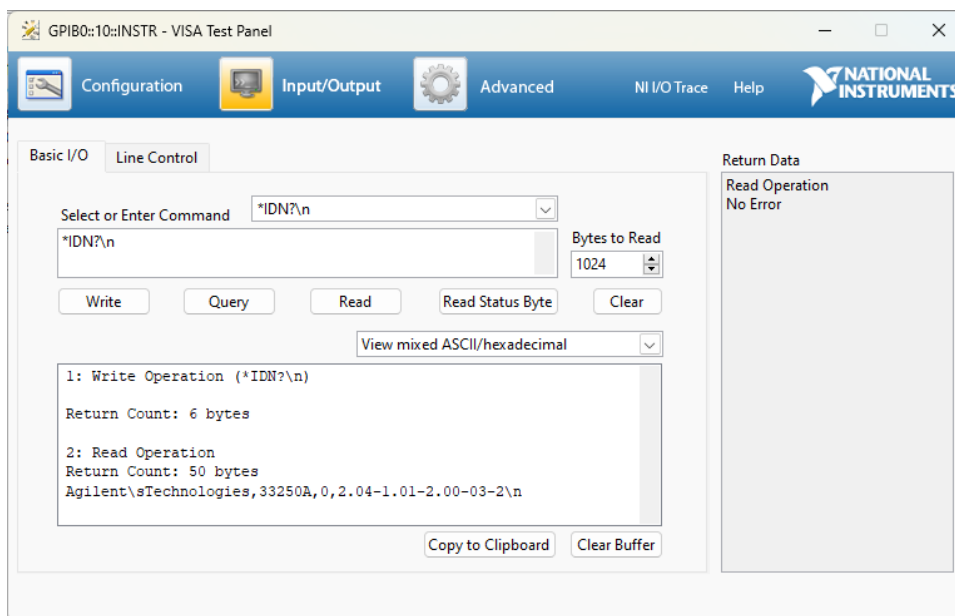 GPIB0::10::INSTR - VISA Test Panel
Configuration Input/Output Advanced NI I/O Trace Help NATIONAL INSTRUMENTS
Basic I/O Line Control
Select or Enter Command *IDN?\n
*IDN?\n
Bytes to Read
1024
Write Query Read Read Status Byte Clear
View mixed ASCII/hexadecimal
1: Write Operation (*IDN?\n)
Return Count: 6 bytes
2: Read Operation
Return Count: 50 bytes
Agilent\sTechnologies,33250A,0,2.04-1.01-2.00-03-2\n
Copy to Clipboard Clear Buffer
Return Data
Read Operation
No Error